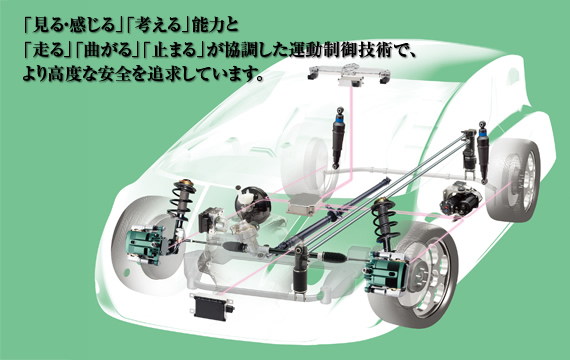 「見る・感じる」「考える」能力と
「走る」「曲がる」「止まる」が協調した運動制御技術で、
より高度な安全を追求しています。